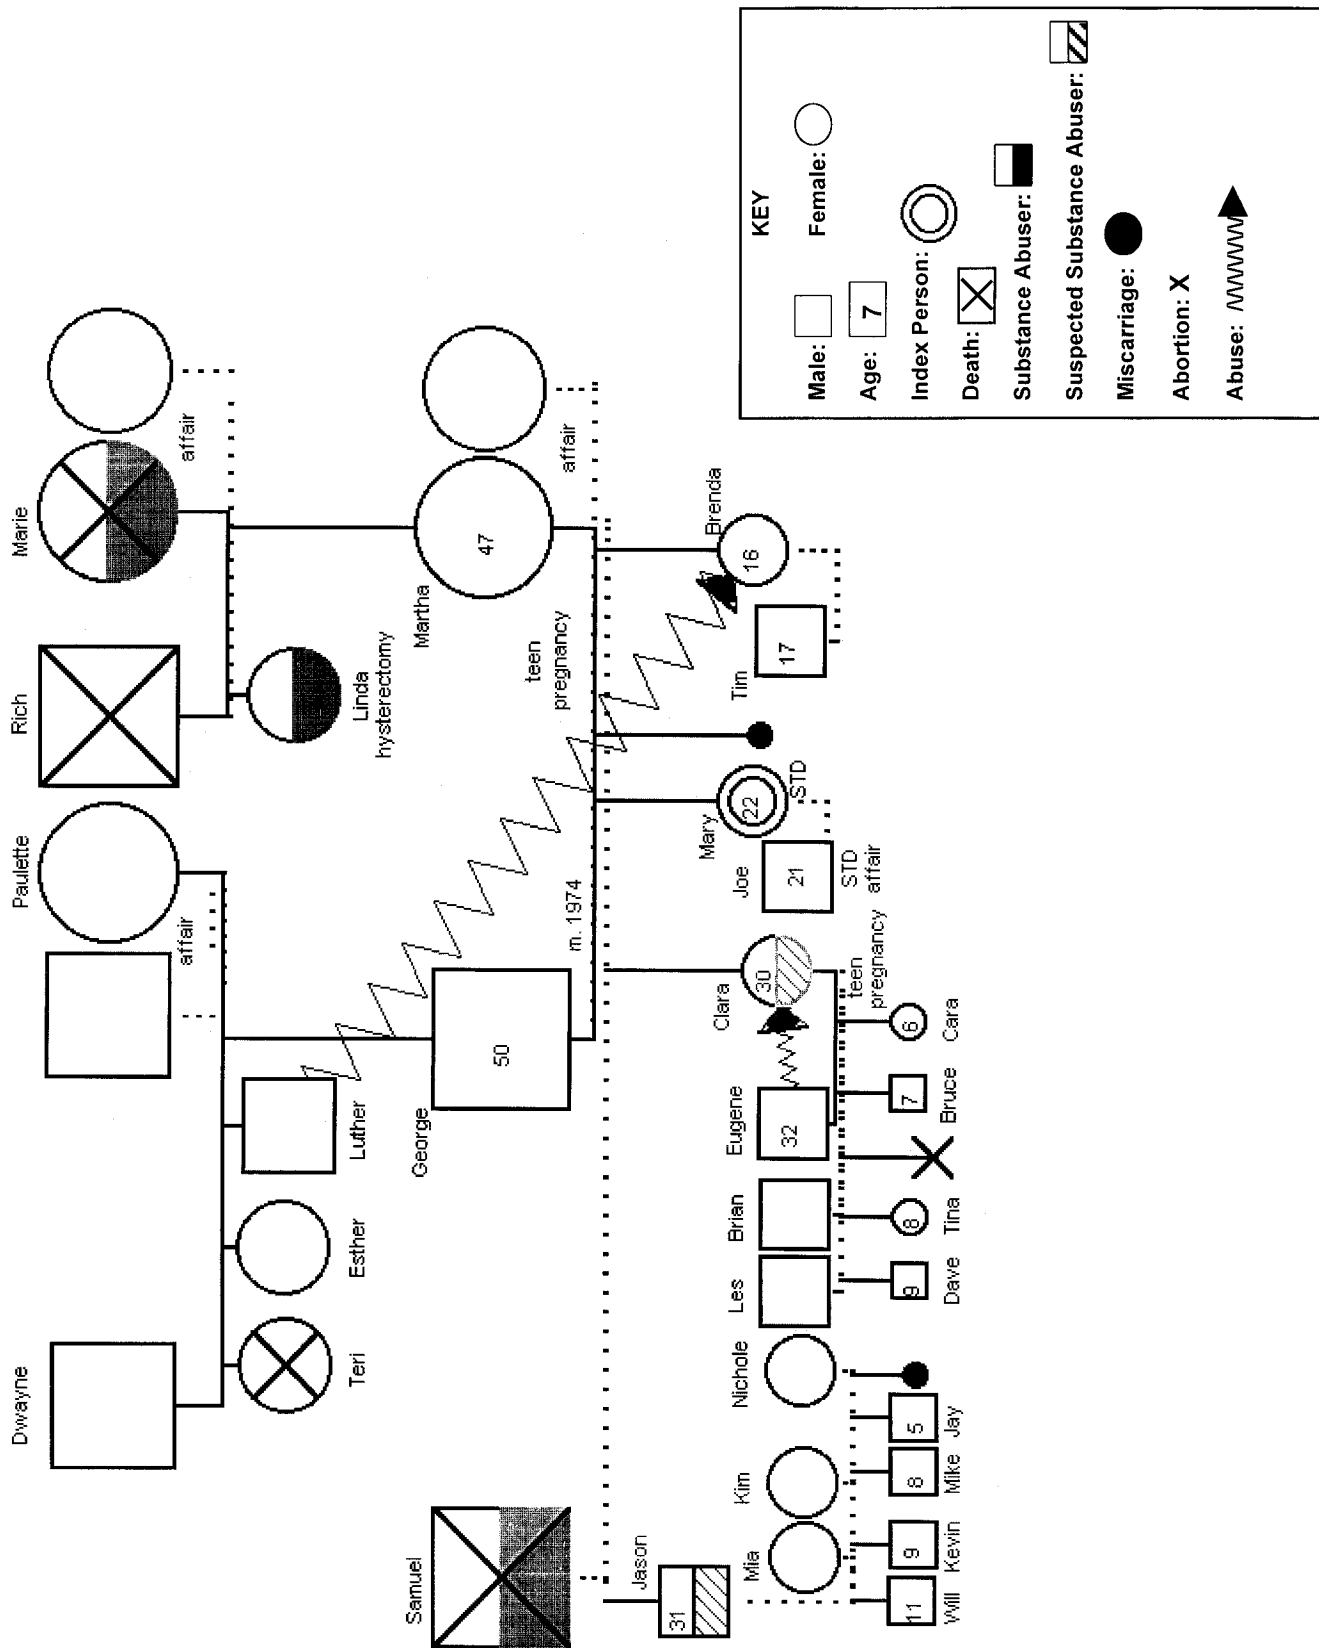 Dwayne
Paulette
Rich
Marie
affair
affair
Teri
Esther
Luther
Linda
hysterectomy
Samuel
George
50
Martha
47
m. 1974
teen
pregnancy
affair
Jason
31
Clara
30
Mary
22
STD
Brenda
16
Mia
Kim
Nichole
Les
Brian
Eugene
32
Joe
21
STD
affair
Tim
17
teen
pregnancy
11
9
8
5
9
8
7
6
Will
Kevin
Mike
Jay
Dave
Tina
Bruce
Cara
KEY
Male:
Female:
Age: 7
Index Person:
Death:
Substance Abuser:
Suspected Substance Abuser:
Miscarriage:
Abortion: X
Abuse: